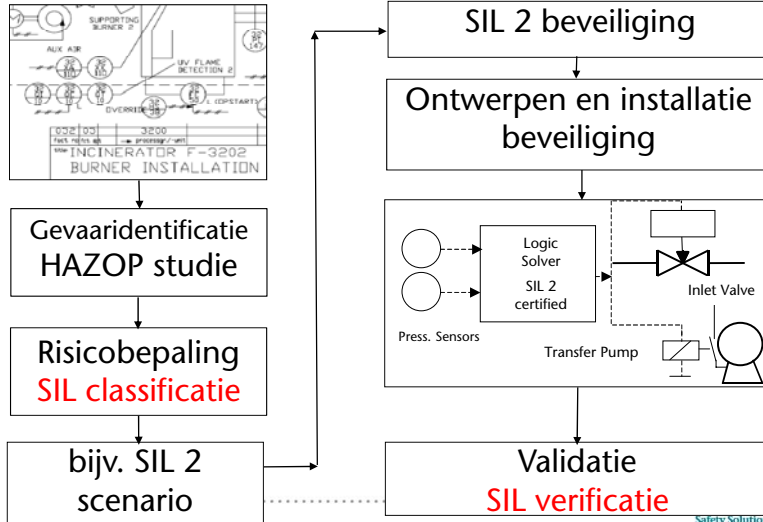 SUPPORTING
BURNER 2
AUX AIR
UV FLAME
DETECTION 2
OVERRIDE
(OPSTART)
032 03 3200
INCINERATOR F-3202
BURNER INSTALLATION
Gevaaridentificatie
HAZOP studie
Risicobepaling
SIL classificatie
bijv. SIL 2
scenario
SIL 2 beveiliging
Ontwerpen en installatie
beveiliging
Logic
Solver
SIL 2
certified
Press. Sensors
Inlet Valve
Transfer Pump
Validatie
SIL verificatie